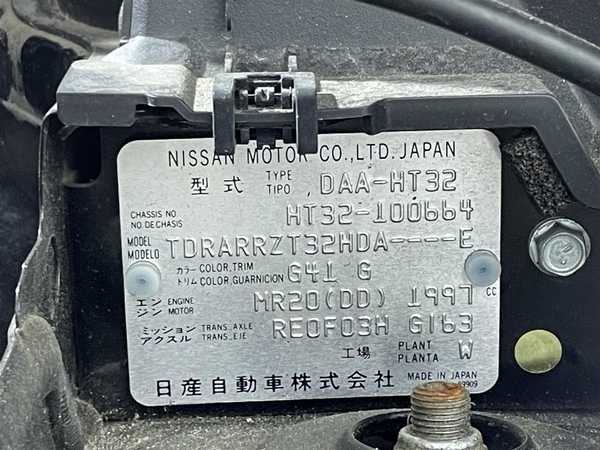 NISSAN MOTOR CO.,LTD. JAPAN
型式 TYPE TIPO , DAA-HT32
CHASSIS NO NO DE CHASIS HT32-100664
MODEL MODELO TDRARRZT32HDA----E
カラー COLOR, TRIM トリム COLOR, GUARNICION G41 G
エンジン ENGINE MOTOR MR20(DD) 1997 CC
ミッション アクスル TRANS, AXLE TRANS, EJE RE0F03H G163
工場 PLANT PLANTA W
日産自動車株式会社 MADE IN JAPAN